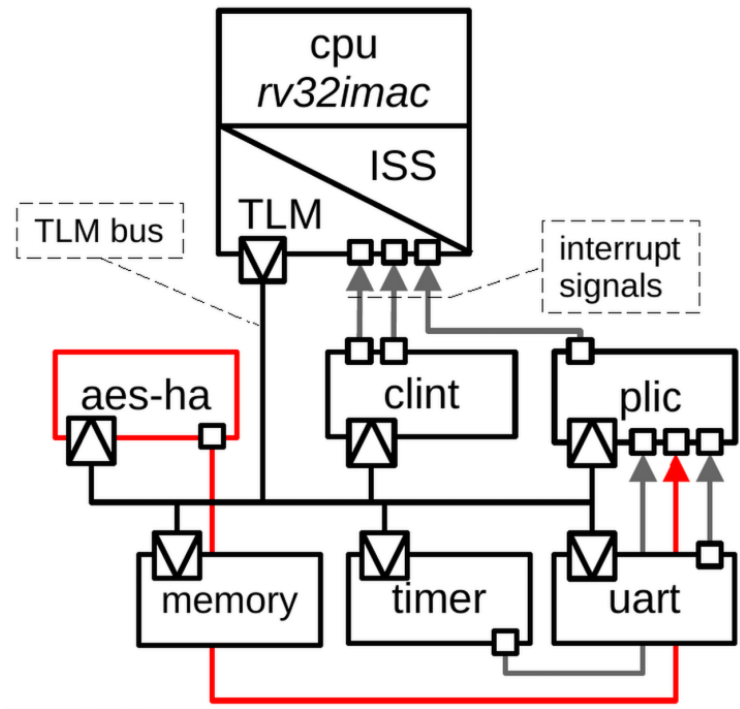 cpu
rv32imac
ISS
TLM
TLM bus
interrupt
signals
aes-ha
clint
plic
memory
timer
uart